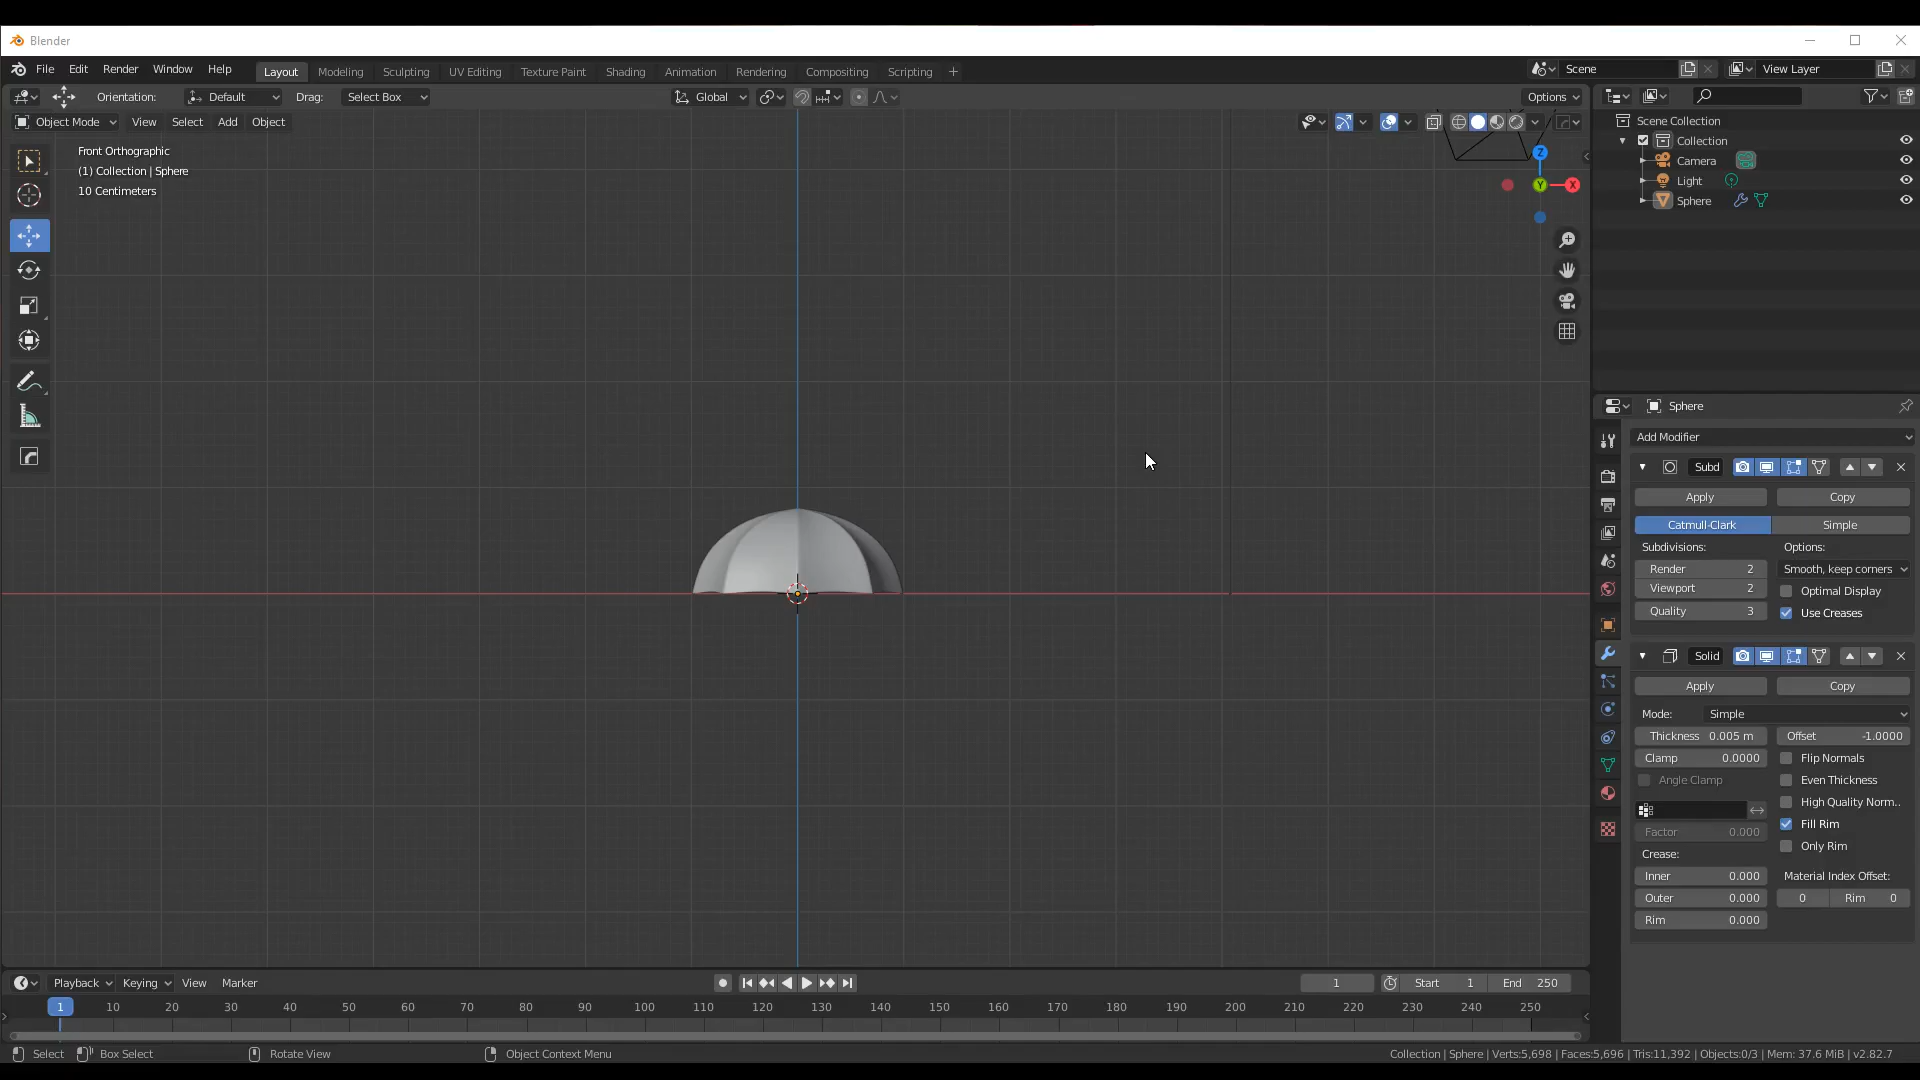 Blender
File Edit Render Window Help Layout Modeling Sculpting UV Editing Texture Paint Shading Animation Rendering Compositing Scripting + Scene View Layer
Orientation: Default Drag: Select Box Global Options
Object Mode View Select Add Object
Front Orthographic
(1) Collection | Sphere
10 Centimeters
Z
Y
X
Scene Collection
Collection
Camera
Light
Sphere
Sphere
Add Modifier
Subd
Apply Copy
Catmull-Clark Simple
Subdivisions: Options:
Render 2 Smooth, keep corners
Viewport 2 Optimal Display
Quality 3 Use Creases
Solid
Apply Copy
Mode: Simple
Thickness 0.005 m Offset -1.0000
Clamp 0.0000 Flip Normals
Angle Clamp Even Thickness
High Quality Norm..
Factor 0.000 Fill Rim
Crease: Only Rim
Inner 0.000 Material Index Offset:
Outer 0.000 0 Rim 0
Rim 0.000
Playback Keying View Marker 1 Start 1 End 250
1 10 20 30 40 50 60 70 80 90 100 110 120 130 140 150 160 170 180 190 200 210 220 230 240 250
Select Box Select Rotate View Object Context Menu Collection | Sphere | Verts:5,698 | Faces:5,696 | Tris:11,392 | Objects:0/3 | Mem: 37.6 MiB | v2.82.7